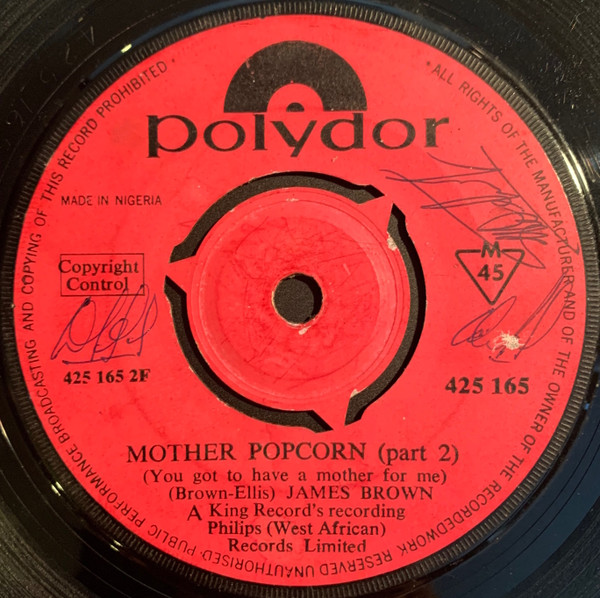 polydor
UNAUTHORISED PUBLIC PERFORMANCE BROADCASTING AND COPYING OF THIS RECORD PROHIBITED •
• ALL RIGHTS OF THE MANUFACTURER AND OF THE OWNER OF THE RECORDEDWORK RESERVED
MADE IN NIGERIA
Copyright
Control
M
45
425 165 2F
425 165
MOTHER POPCORN (part 2)
(You got to have a mother for me)
(Brown-Ellis) JAMES BROWN
A King Record's recording
Philips (West African)
Records Limited